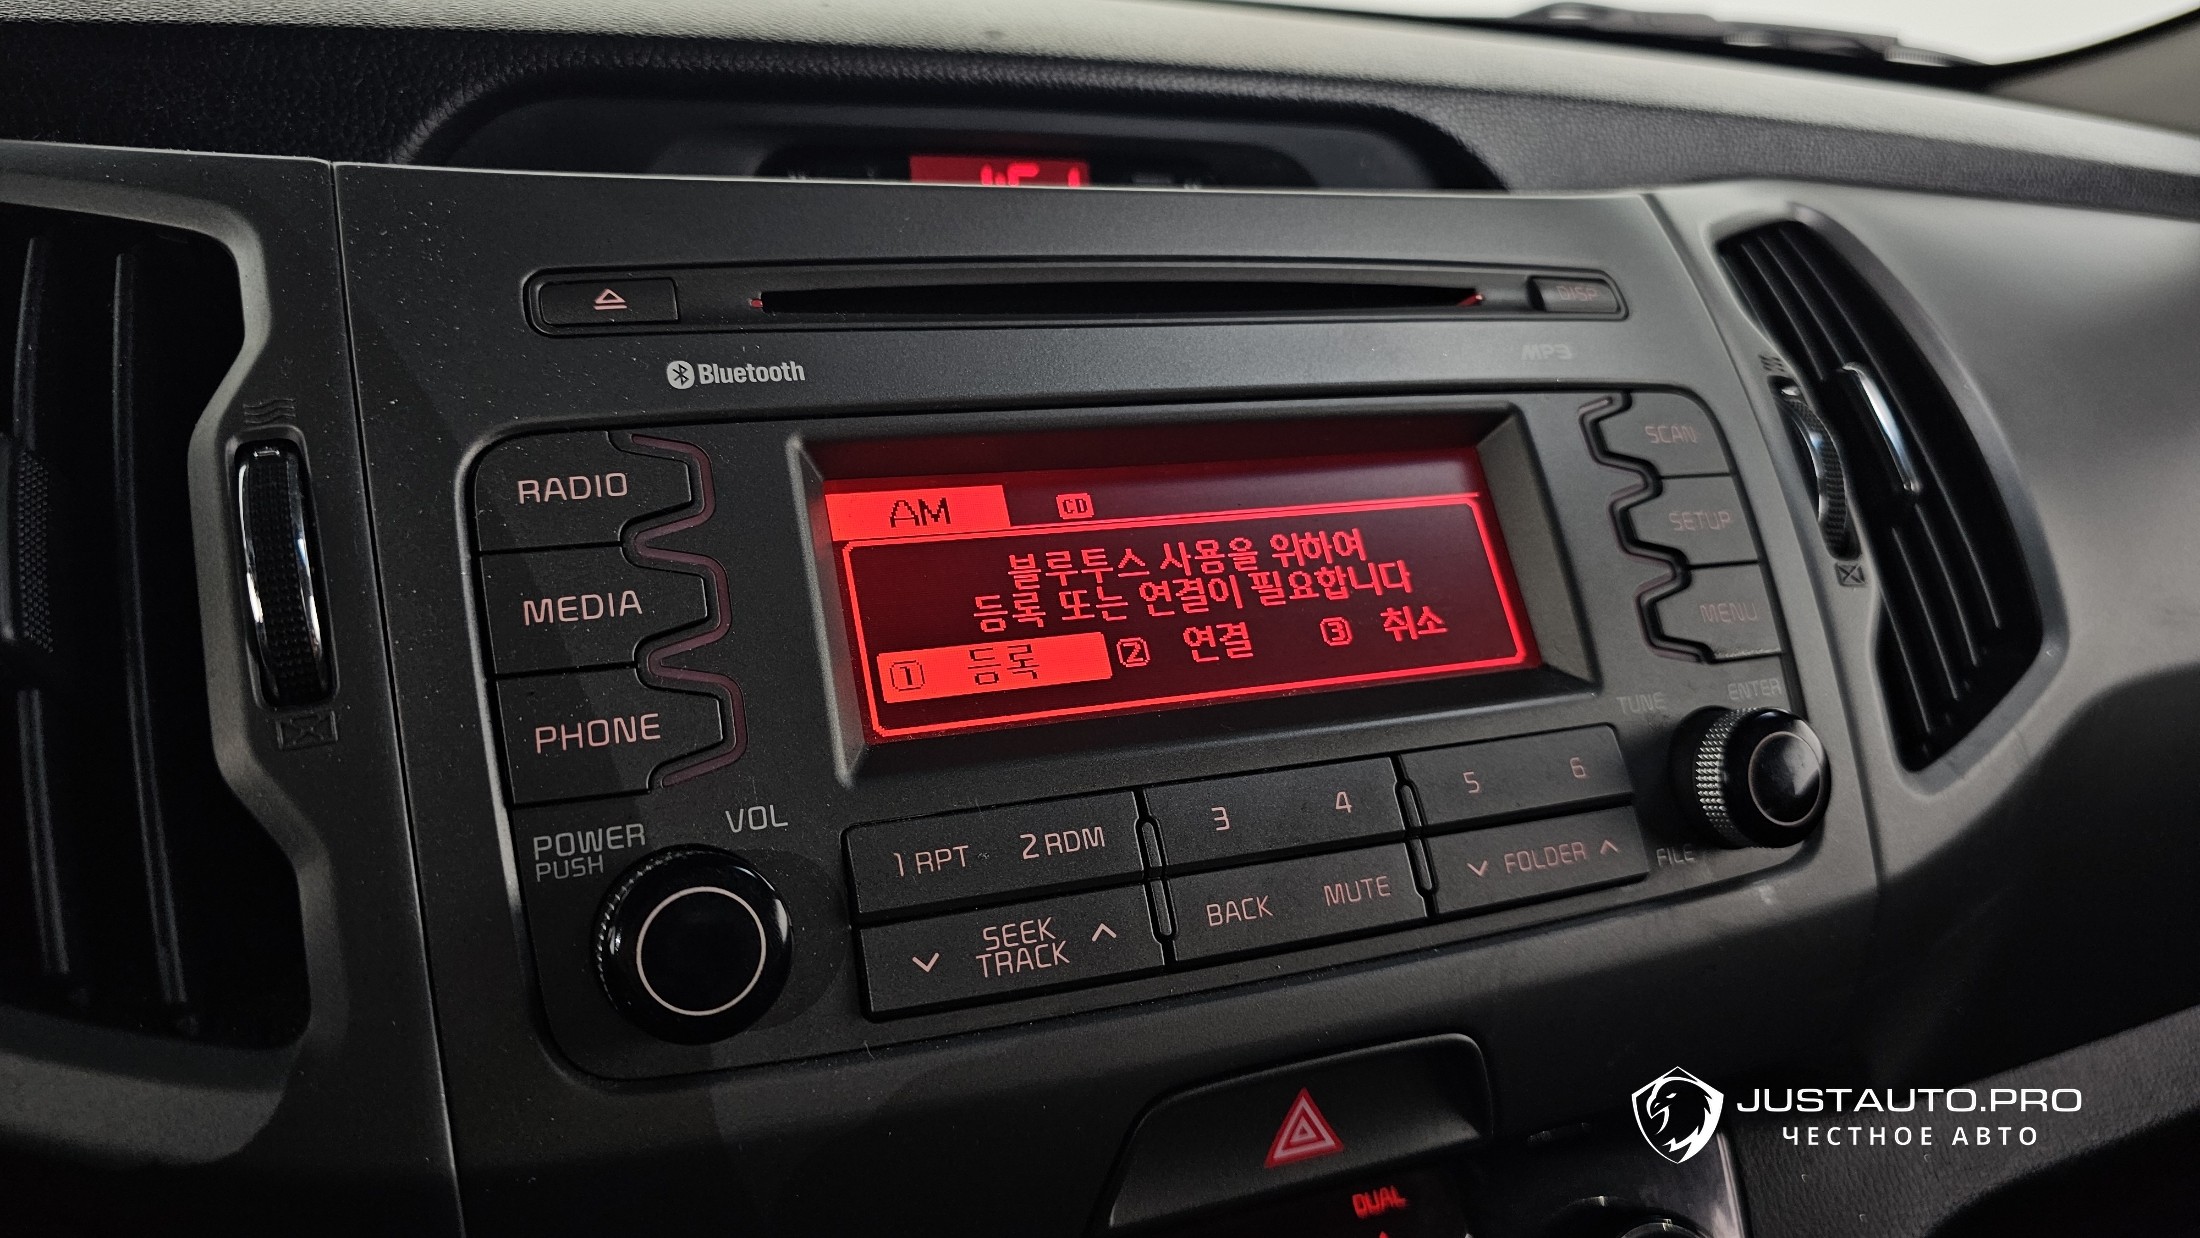 DISP
Bluetooth
MP3
RADIO
MEDIA
PHONE
AM
CD
블루투스 사용을 위하여
등록 또는 연결이 필요합니다
1 등록 2 연결 3 취소
SCAN
SETUP
MENU
TUNE
ENTER
FILE
POWER
PUSH
VOL
1 RPT 2 RDM
3 4
5 6
SEEK
TRACK
BACK MUTE
FOLDER
DUAL
JUSTAUTO.PRO
ЧЕСТНОЕ АВТО